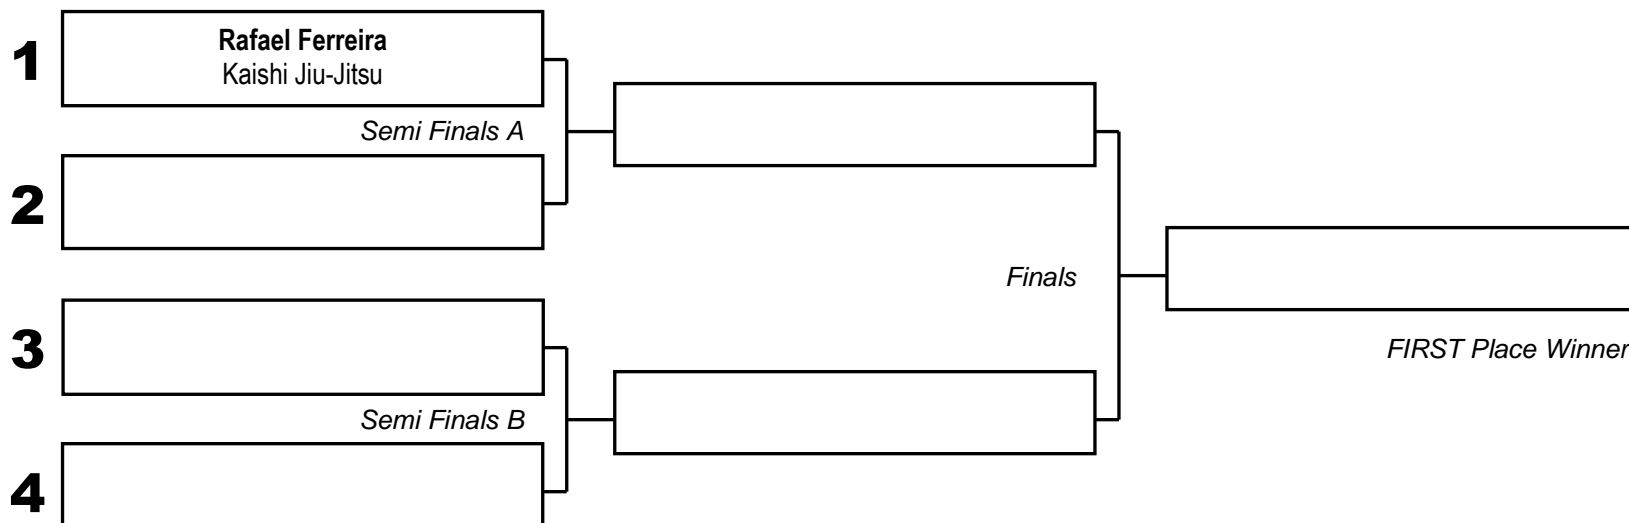 1
Rafael Ferreira
Kaishi Jiu-Jitsu
Semi Finals A
2
Finals
3
FIRST Place Winner
Semi Finals B
4